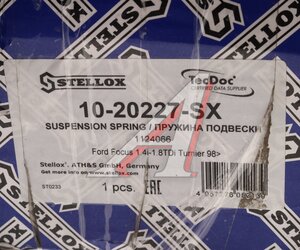 STELLOX
TecDoc
CERTIFIED DATA SUPPLIER
10-20227-SX
SUSPENSION SPRING / ПРУЖИНА ПОДВЕСКИ
1124066
Ford Focus 1.4i-1.8TDi Turnier 98>
Stellox, ATH&S GmbH, Germany
ST0233
1 pcs.
EAC